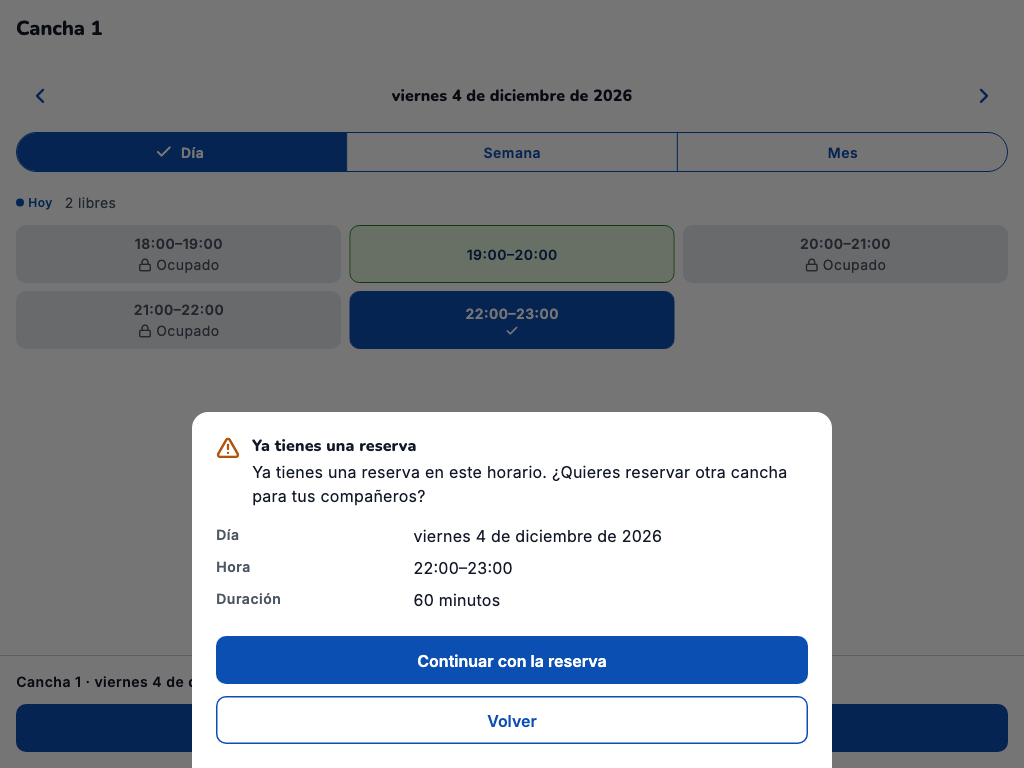 Cancha 1
viernes 4 de diciembre de 2026
Día
Semana
Mes
Hoy 2 libres
18:00–19:00
Ocupado
19:00–20:00
20:00–21:00
Ocupado
21:00–22:00
Ocupado
22:00–23:00
Ya tienes una reserva
Ya tienes una reserva en este horario. ¿Quieres reservar otra cancha
para tus compañeros?
Día viernes 4 de diciembre de 2026
Hora 22:00–23:00
Duración 60 minutos
Continuar con la reserva
Volver
Cancha 1 · viernes 4 de